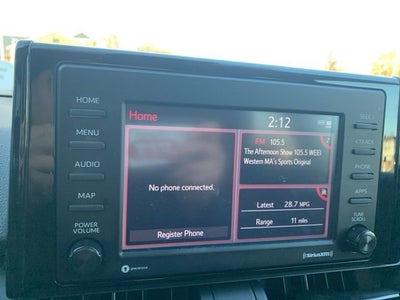 HOME
MENU
AUDIO
MAP
POWER
VOLUME
Home
2:12
No phone connected.
Register Phone
FM 105.5
The Afternoon Show 105.5 WEEI
Western MA's Sports Original
Latest 28.7 MPG
Range 11 miles
SEEK
< TRACK
PHONE
APPS
TUNE
SCROLL
((SiriusXM))